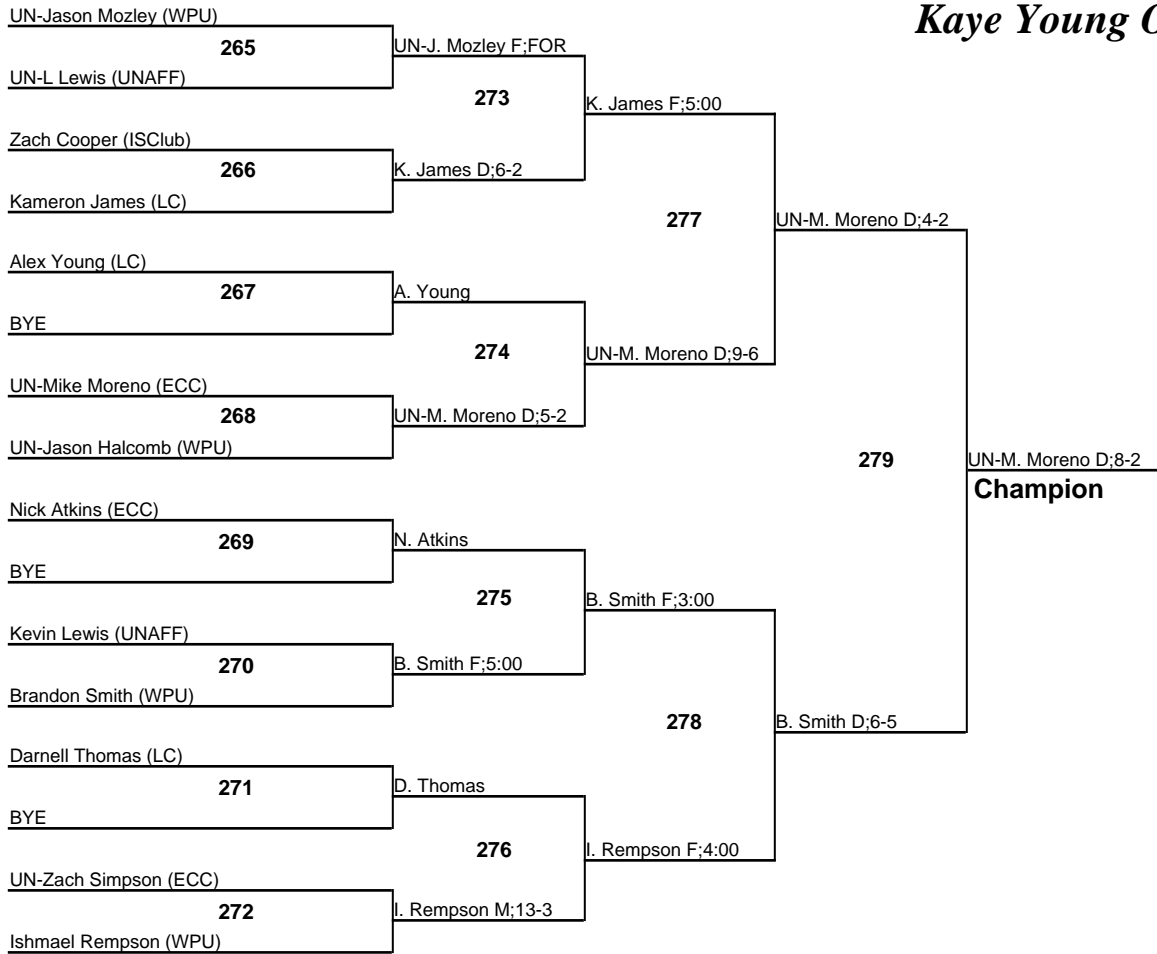 Kaye Young O
UN-Jason Mozley (WPU)
265
UN-L Lewis (UNAFF)
UN-J. Mozley F;FOR
273
Zach Cooper (ISClub)
266
Kameron James (LC)
K. James D;6-2
K. James F;5:00
277
Alex Young (LC)
267
BYE
A. Young
274
UN-Mike Moreno (ECC)
268
UN-Jason Halcomb (WPU)
UN-M. Moreno D;5-2
UN-M. Moreno D;9-6
UN-M. Moreno D;4-2
279
UN-M. Moreno D;8-2
Champion
Nick Atkins (ECC)
269
BYE
N. Atkins
275
Kevin Lewis (UNAFF)
270
Brandon Smith (WPU)
B. Smith F;5:00
B. Smith F;3:00
278
B. Smith D;6-5
Darnell Thomas (LC)
271
BYE
D. Thomas
276
UN-Zach Simpson (ECC)
272
Ishmael Rempson (WPU)
I. Rempson M;13-3
I. Rempson F;4:00